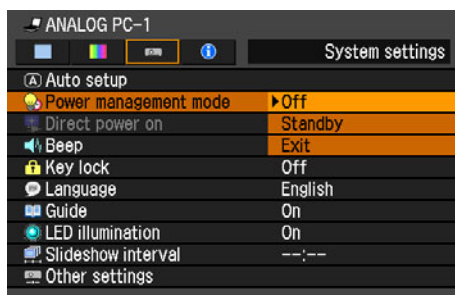 ANALOG PC-1
System settings
Auto setup
Power management mode Off
Direct power on Standby
Beep Exit
Key lock Off
Language English
Guide On
LED illumination On
Slideshow interval --:--
Other settings